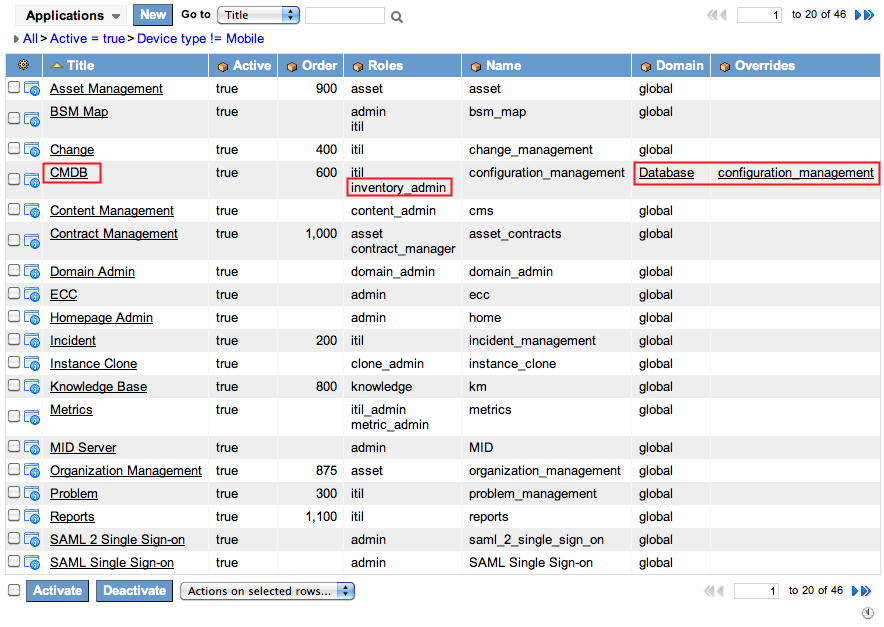 Applications New Go to Title 1 to 20 of 46
All > Active = true > Device type != Mobile
Title Active Order Roles Name Domain Overrides
Asset Management true 900 asset asset global
BSM Map true admin bsm_map global
itil
Change true 400 itil change_management global
CMDB true 600 itil configuration_management Database configuration_management
inventory_admin
Content Management true content_admin cms global
Contract Management true 1,000 asset asset_contracts global
contract_manager
Domain Admin true domain_admin domain_admin global
ECC true admin ecc global
Homepage Admin true admin home global
Incident true 200 itil incident_management global
Instance Clone true clone_admin instance_clone global
Knowledge Base true 800 knowledge km global
Metrics true itil_admin metrics global
metric_admin
MID Server true admin MID global
Organization Management true 875 asset organization_management global
Problem true 300 itil problem_management global
Reports true 1,100 itil reports global
SAML 2 Single Sign-on true admin saml_2_single_sign_on global
SAML Single Sign-on true admin SAML Single Sign-on global
Activate Deactivate Actions on selected rows... 1 to 20 of 46